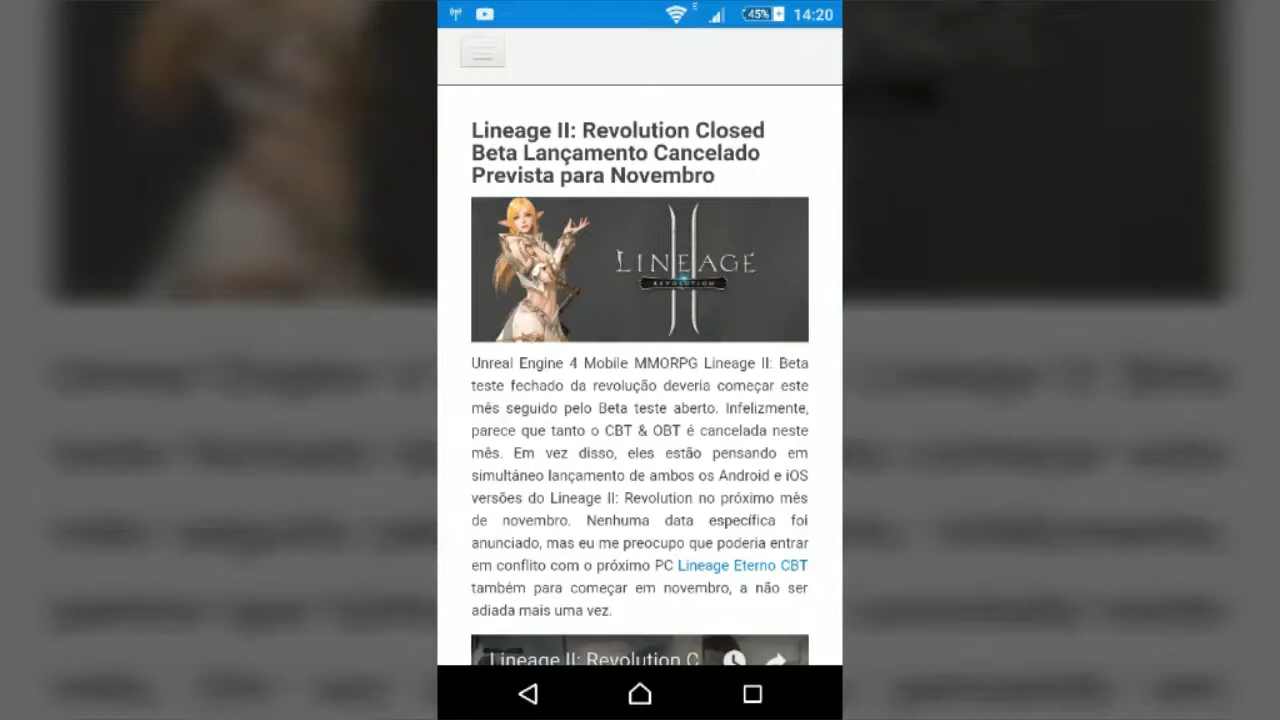 45%
14:20
Lineage II: Revolution Closed
Beta Lançamento Cancelado
Prevista para Novembro
LINEAGE
II
REVOLUTION
Unreal Engine 4 Mobile MMORPG Lineage II: Beta
teste fechado da revolução deveria começar este
mês seguido pelo Beta teste aberto. Infelizmente,
parece que tanto o CBT & OBT é cancelada neste
mês. Em vez disso, eles estão pensando em
simultâneo lançamento de ambos os Android e iOS
versões do Lineage II: Revolution no próximo mês
de novembro. Nenhuma data específica foi
anunciado, mas eu me preocupo que poderia entrar
em conflito com o próximo PC Lineage Eterno CBT
também para começar em novembro, a não ser
adiada mais uma vez.
Lineage II: Revolution C